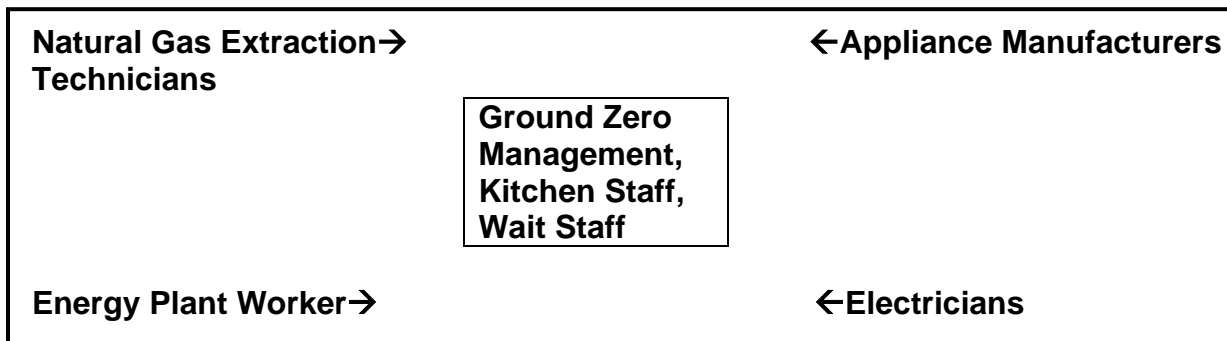 Natural Gas Extraction→ ←Appliance Manufacturers
Technicians
Ground Zero
Management,
Kitchen Staff,
Wait Staff
Energy Plant Worker→ ←Electricians